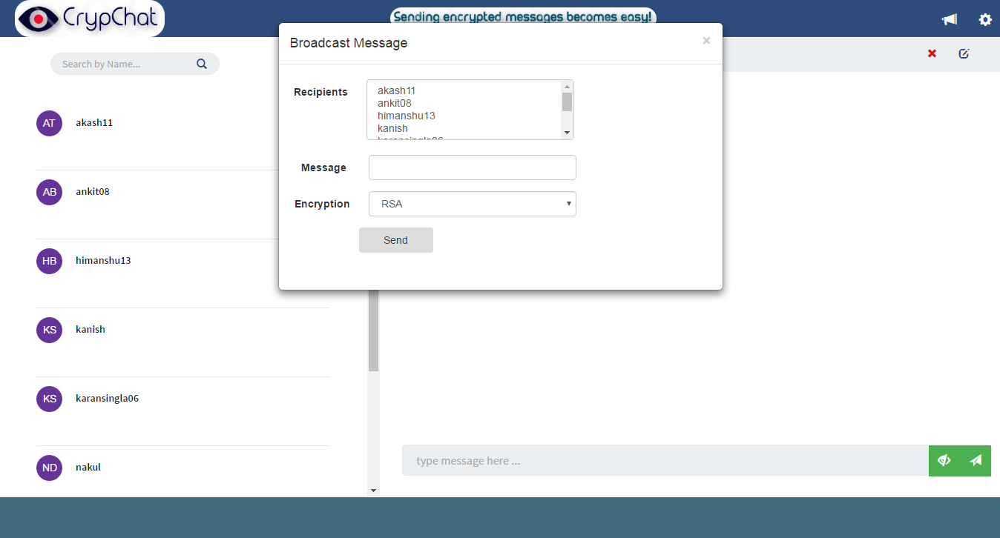 CrypChat
Sending encrypted messages becomes easy!
Broadcast Message
×
Search by Name...
Recipients
akash11
ankit08
himanshu13
kanish
karansingla06
Message
Encryption
RSA
Send
AT akash11
AB ankit08
HB himanshu13
KS kanish
KS karansingla06
ND nakul
type message here ...